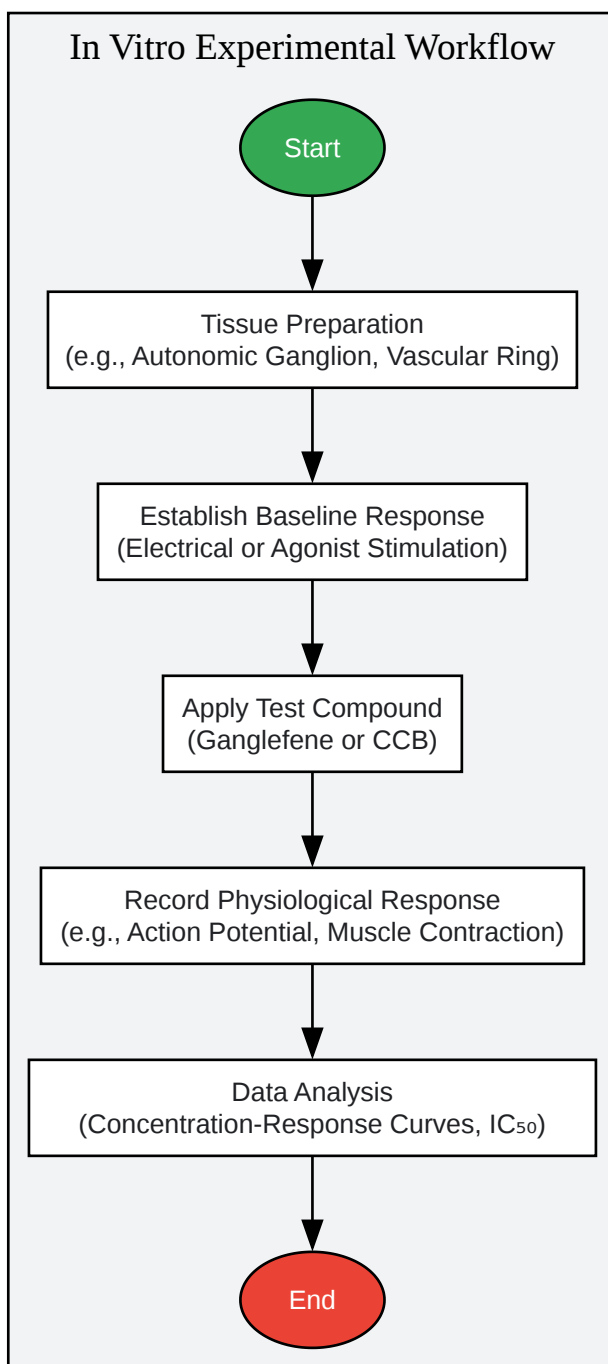 In Vitro Experimental Workflow
Start
Tissue Preparation
(e.g., Autonomic Ganglion, Vascular Ring)
Establish Baseline Response
(Electrical or Agonist Stimulation)
Apply Test Compound
(Ganglefene or CCB)
Record Physiological Response
(e.g., Action Potential, Muscle Contraction)
Data Analysis
(Concentration-Response Curves, IC₅₀)
End